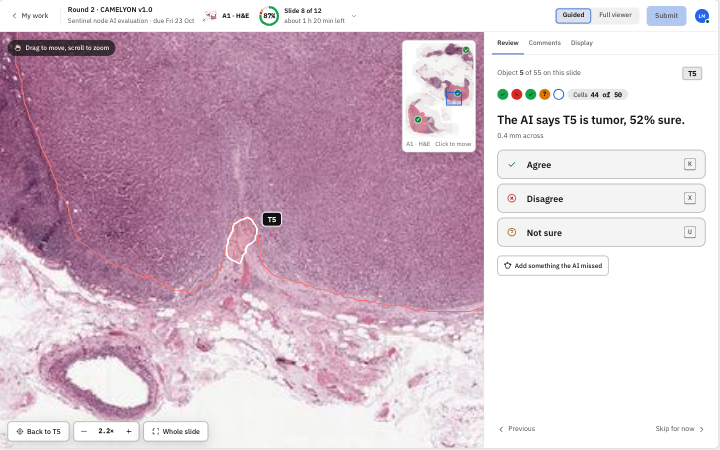 My work
Round 2 · CAMELYON v1.0
Sentinel node AI evaluation · due Fri 23 Oct
A1 · H&E
87%
Slide 8 of 12
about 1 h 20 min left
Guided
Full viewer
Submit
LM
Drag to move, scroll to zoom
A1 · H&E
Click to move
T5
Back to T5
2.2×
Whole slide
Review
Comments
Display
Object 5 of 55 on this slide
T5
?
Cells 44 of 50
The AI says T5 is tumor, 52% sure.
0.4 mm across
Agree
K
Disagree
X
Not sure
U
Add something the AI missed
Previous
Skip for now